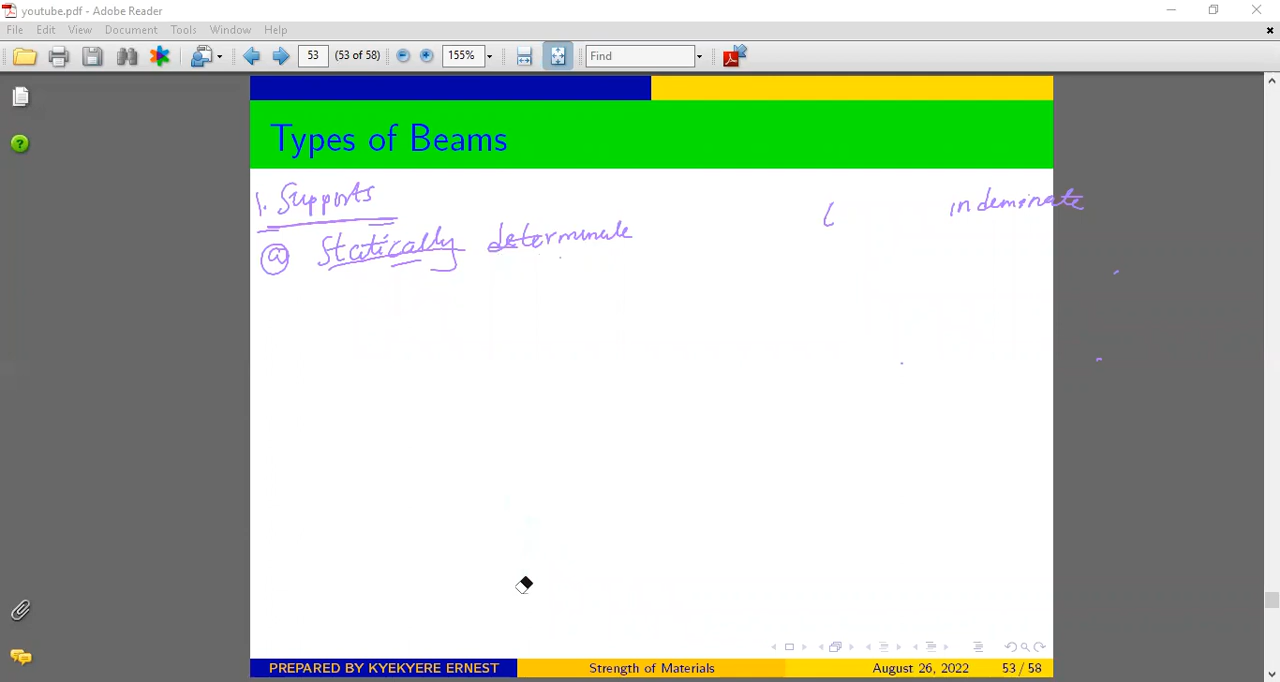 youtube.pdf - Adobe Reader
File Edit View Document Tools Window Help
53 (53 of 58) 155% Find
Types of Beams
1. Supports
indeminate
(
a Statically determinate
PREPARED BY KYEKYERE ERNEST Strength of Materials August 26, 2022 53 / 58